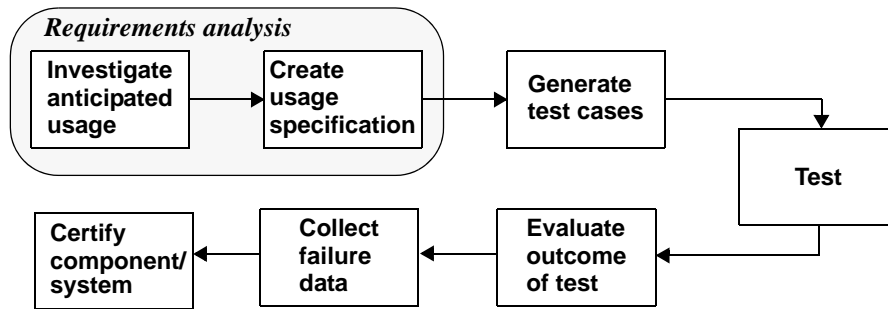 Requirements analysis
Investigate
anticipated
usage
Create
usage
specification
Generate
test cases
Test
Evaluate
outcome
of test
Collect
failure
data
Certify
component/
system